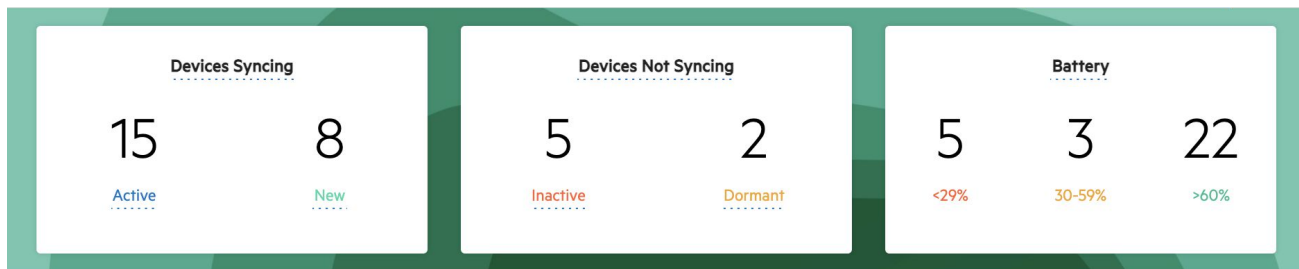 Devices Syncing
15 8
Active New
Devices Not Syncing
5 2
Inactive Dormant
Battery
5 3 22
<29% 30-59% >60%